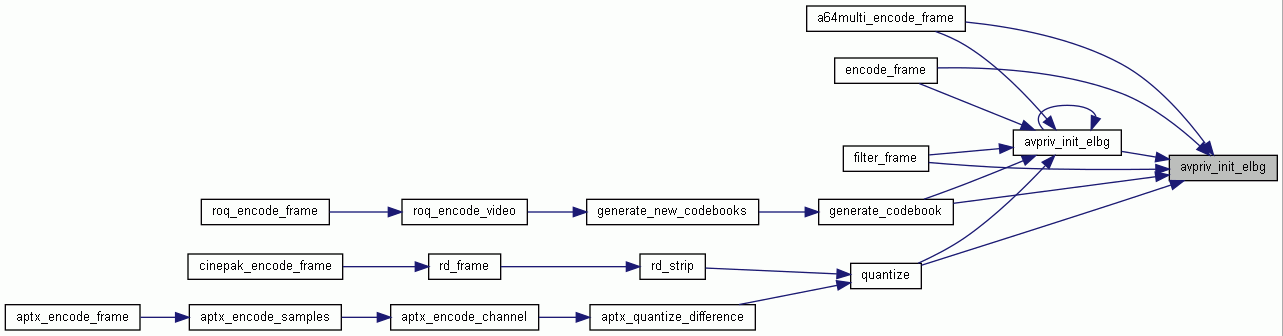 a64multi_encode_frame
encode_frame
avpriv_init_elbg
filter_frame
avpriv_init_elbg
roq_encode_frame
roq_encode_video
generate_new_codebooks
generate_codebook
cinepak_encode_frame
rd_frame
rd_strip
quantize
aptx_encode_frame
aptx_encode_samples
aptx_encode_channel
aptx_quantize_difference